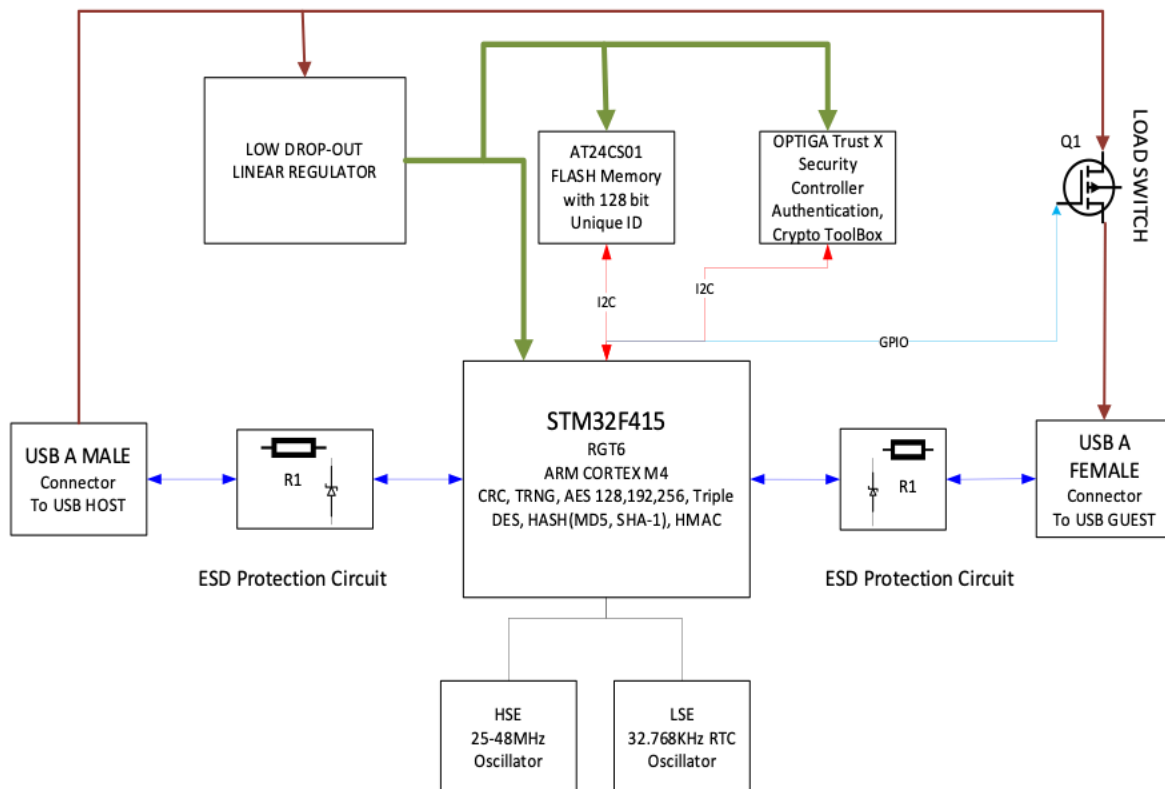 LOW DROP-OUT
LINEAR REGULATOR
AT24CS01
FLASH Memory
with 128 bit
Unique ID
OPTIGA Trust X
Security
Controller
Authentication,
Crypto ToolBox
Q1
LOAD SWITCH
I2C
I2C
GPIO
USB A MALE
Connector
To USB HOST
R1
ESD Protection Circuit
STM32F415
RGT6
ARM CORTEX M4
CRC, TRNG, AES 128,192,256, Triple
DES, HASH(MD5, SHA-1), HMAC
R1
ESD Protection Circuit
USB A
FEMALE
Connector
To USB GUEST
HSE
25-48MHz
Oscillator
LSE
32.768KHz RTC
Oscillator